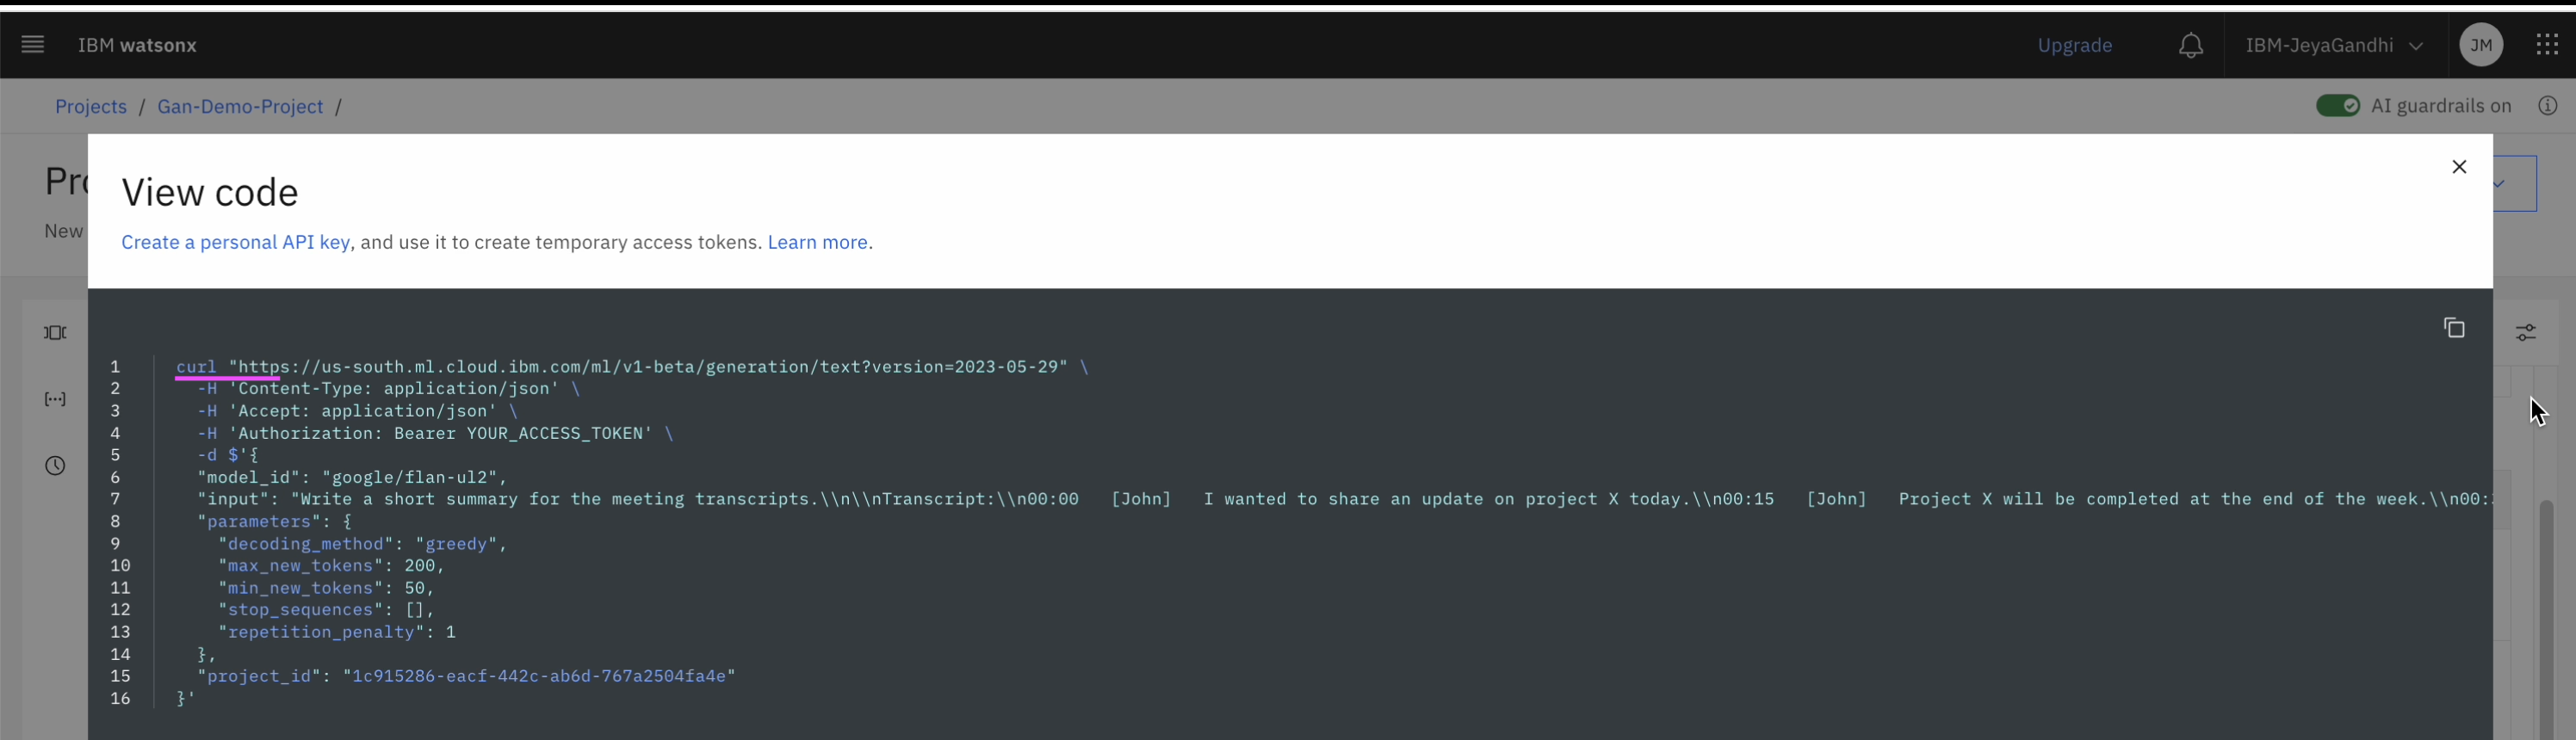 IBM watsonx
Upgrade
IBM-JeyaGandhi
JM
Projects / Gan-Demo-Project /
AI guardrails on
View code
New
Create a personal API key, and use it to create temporary access tokens. Learn more.
1 curl "https://us-south.ml.cloud.ibm.com/ml/v1-beta/generation/text?version=2023-05-29" \
2 -H 'Content-Type: application/json' \
3 -H 'Accept: application/json' \
4 -H 'Authorization: Bearer YOUR_ACCESS_TOKEN' \
5 -d $'{
6 "model_id": "google/flan-ul2",
7 "input": "Write a short summary for the meeting transcripts.\\n\\nTranscript:\\n00:00   [John]   I wanted to share an update on project X today.\\n00:15   [John]   Project X will be completed at the end of the week.\\n00:
8 "parameters": {
9 "decoding_method": "greedy",
10 "max_new_tokens": 200,
11 "min_new_tokens": 50,
12 "stop_sequences": [],
13 "repetition_penalty": 1
14 },
15 "project_id": "1c915286-eacf-442c-ab6d-767a2504fa4e"
16 }'